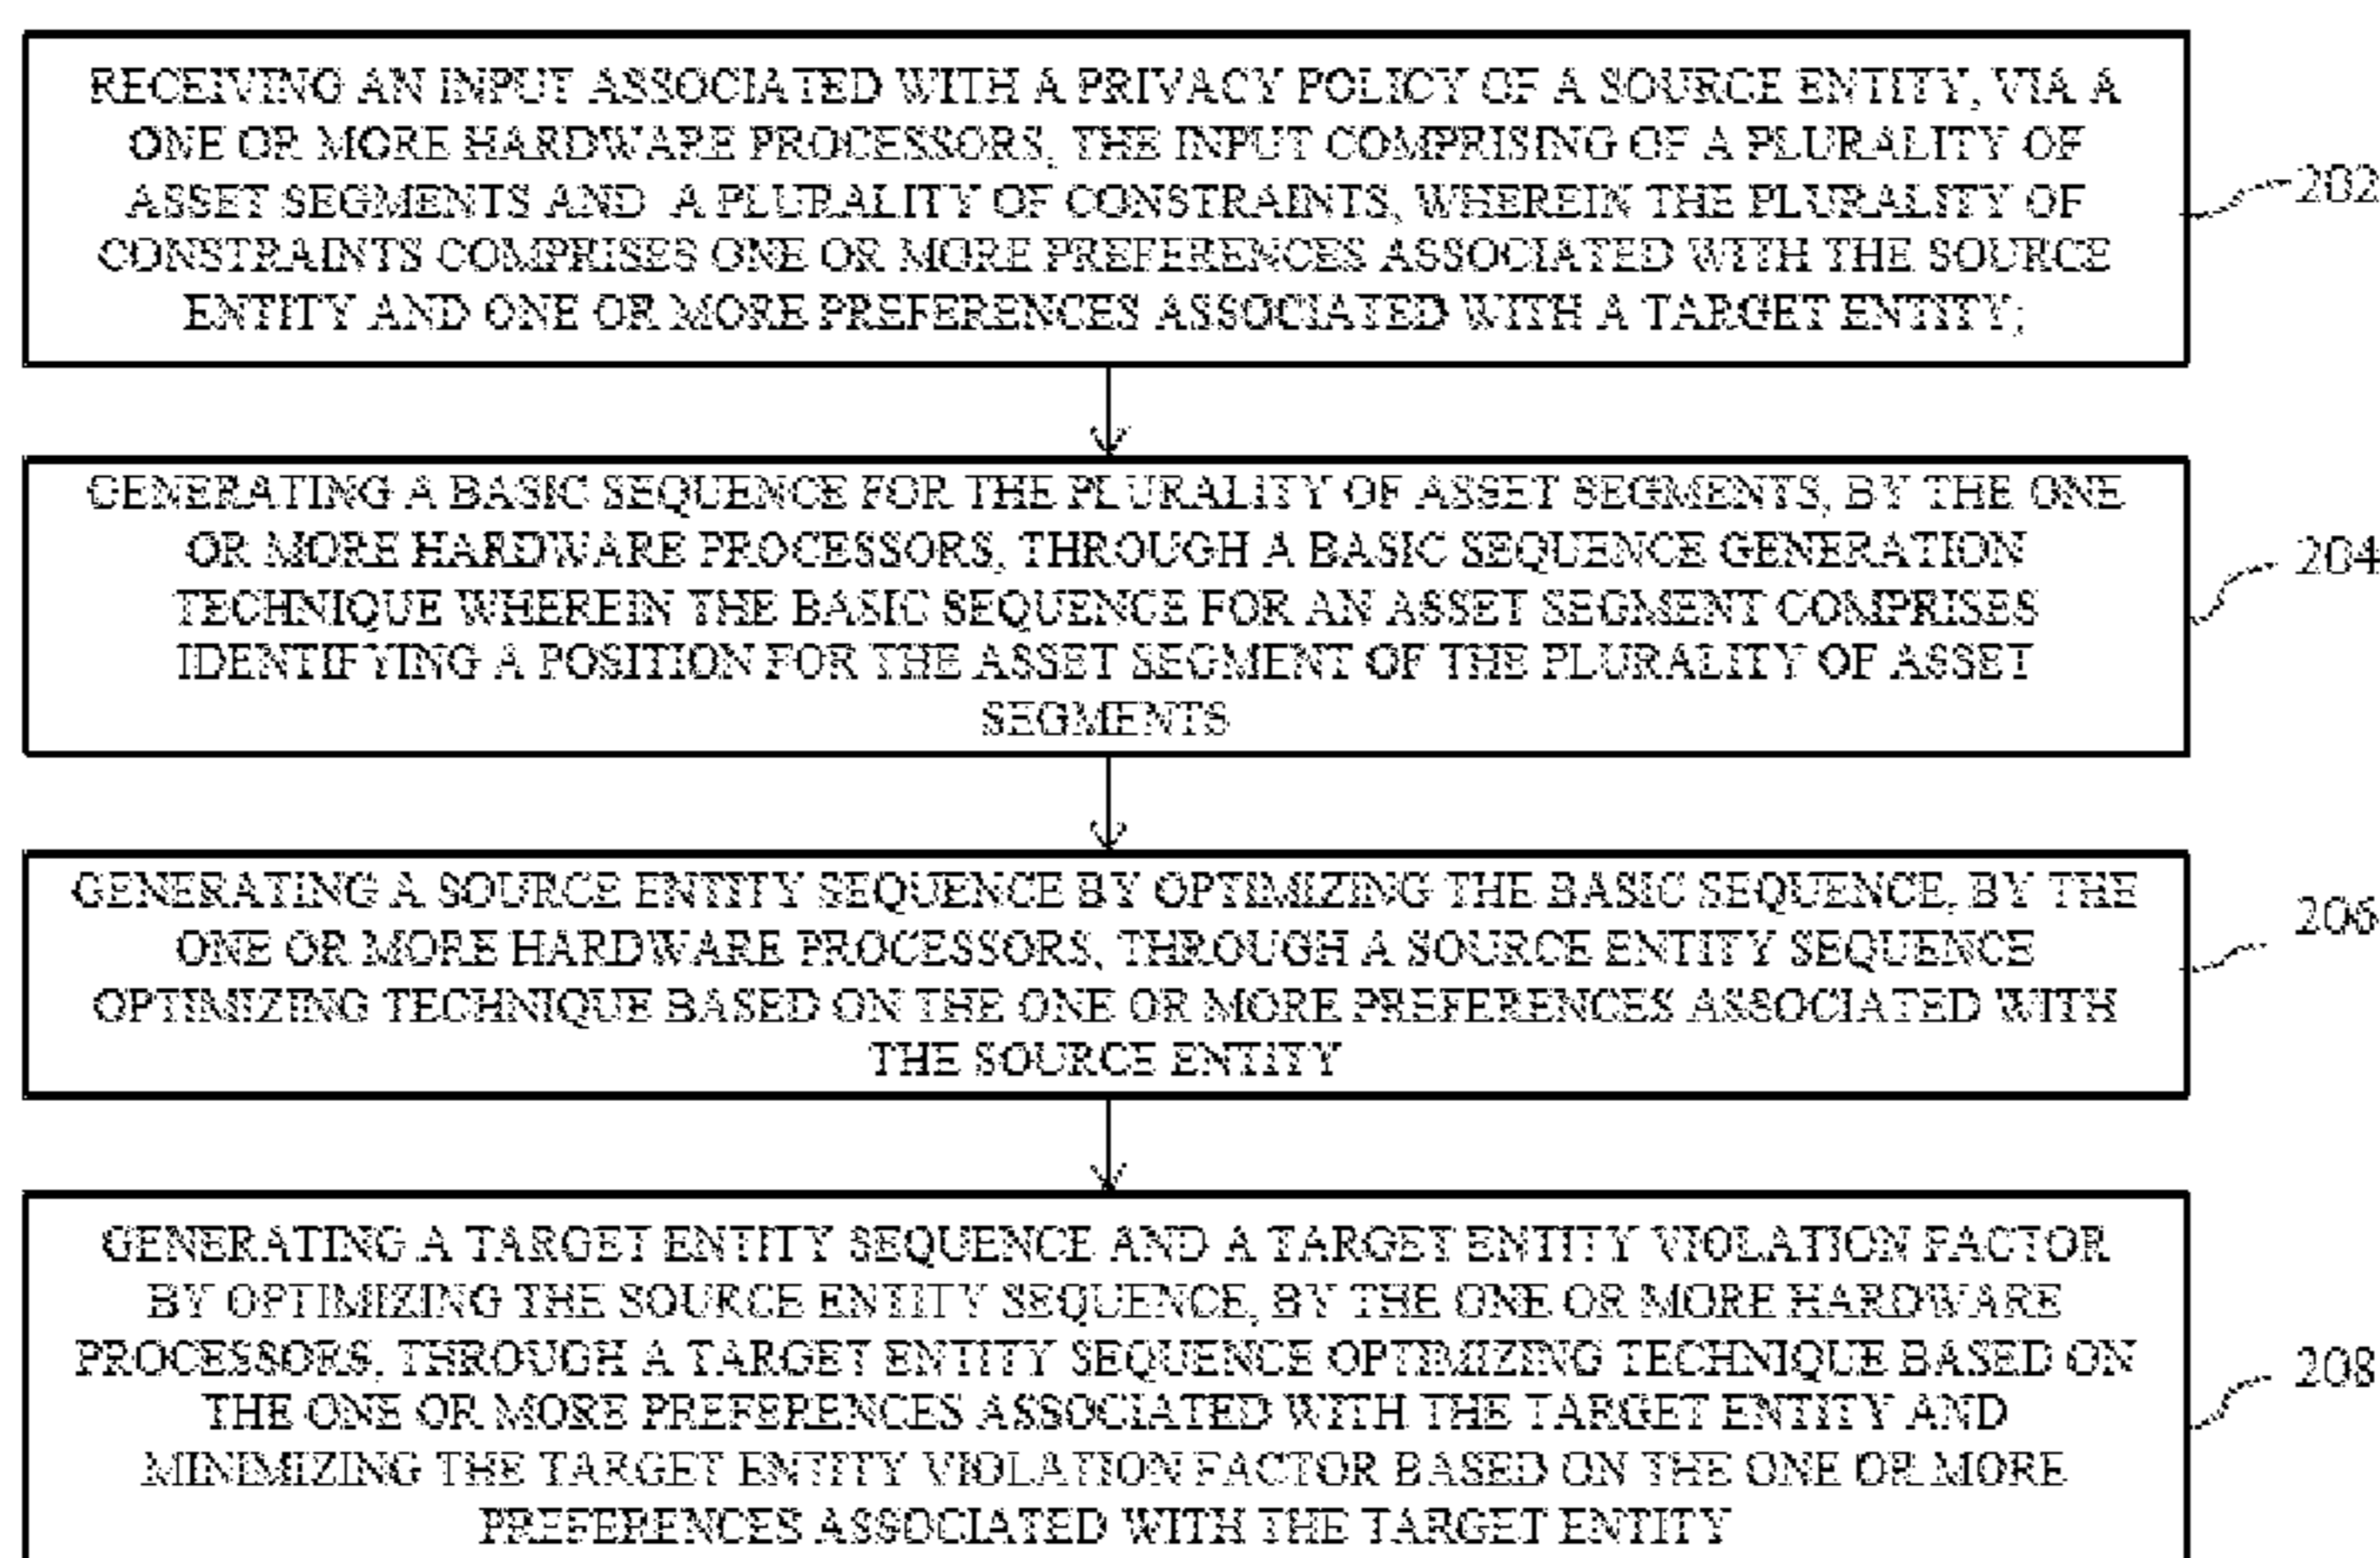 RECEIVING AN INPUT ASSOCIATED WITH A PRIVACY POLICY OF A SOURCE ENTITY, VIA A
ONE OR MORE HARDWARE PROCESSORS, THE INPUT COMPRISING OF A PLURALITY OF
ASSET SEGMENTS AND A PLURALITY OF CONSTRAINTS, WHEREIN THE PLURALITY OF
CONSTRAINTS COMPRISES ONE OR MORE PREFERENCES ASSOCIATED WITH THE SOURCE
ENTITY AND ONE OR MORE PREFERENCES ASSOCIATED WITH A TARGET ENTITY;
202
GENERATING A BASIC SEQUENCE FOR THE PLURALITY OF ASSET SEGMENTS, BY THE ONE
OR MORE HARDWARE PROCESSORS, THROUGH A BASIC SEQUENCE GENERATION
TECHNIQUE WHEREIN THE BASIC SEQUENCE FOR AN ASSET SEGMENT COMPRISES
IDENTIFYING A POSITION FOR THE ASSET SEGMENT OF THE PLURALITY OF ASSET
SEGMENTS
204
GENERATING A SOURCE ENTITY SEQUENCE BY OPTIMIZING THE BASIC SEQUENCE, BY THE
ONE OR MORE HARDWARE PROCESSORS, THROUGH A SOURCE ENTITY SEQUENCE
OPTIMIZING TECHNIQUE BASED ON THE ONE OR MORE PREFERENCES ASSOCIATED WITH
THE SOURCE ENTITY
206
GENERATING A TARGET ENTITY SEQUENCE AND A TARGET ENTITY VIOLATION FACTOR
BY OPTIMIZING THE SOURCE ENTITY SEQUENCE, BY THE ONE OR MORE HARDWARE
PROCESSORS, THROUGH A TARGET ENTITY SEQUENCE OPTIMIZING TECHNIQUE BASED ON
THE ONE OR MORE PREFERENCES ASSOCIATED WITH THE TARGET ENTITY AND
MINIMIZING THE TARGET ENTITY VIOLATION FACTOR BASED ON THE ONE OR MORE
PREFERENCES ASSOCIATED WITH THE TARGET ENTITY
208